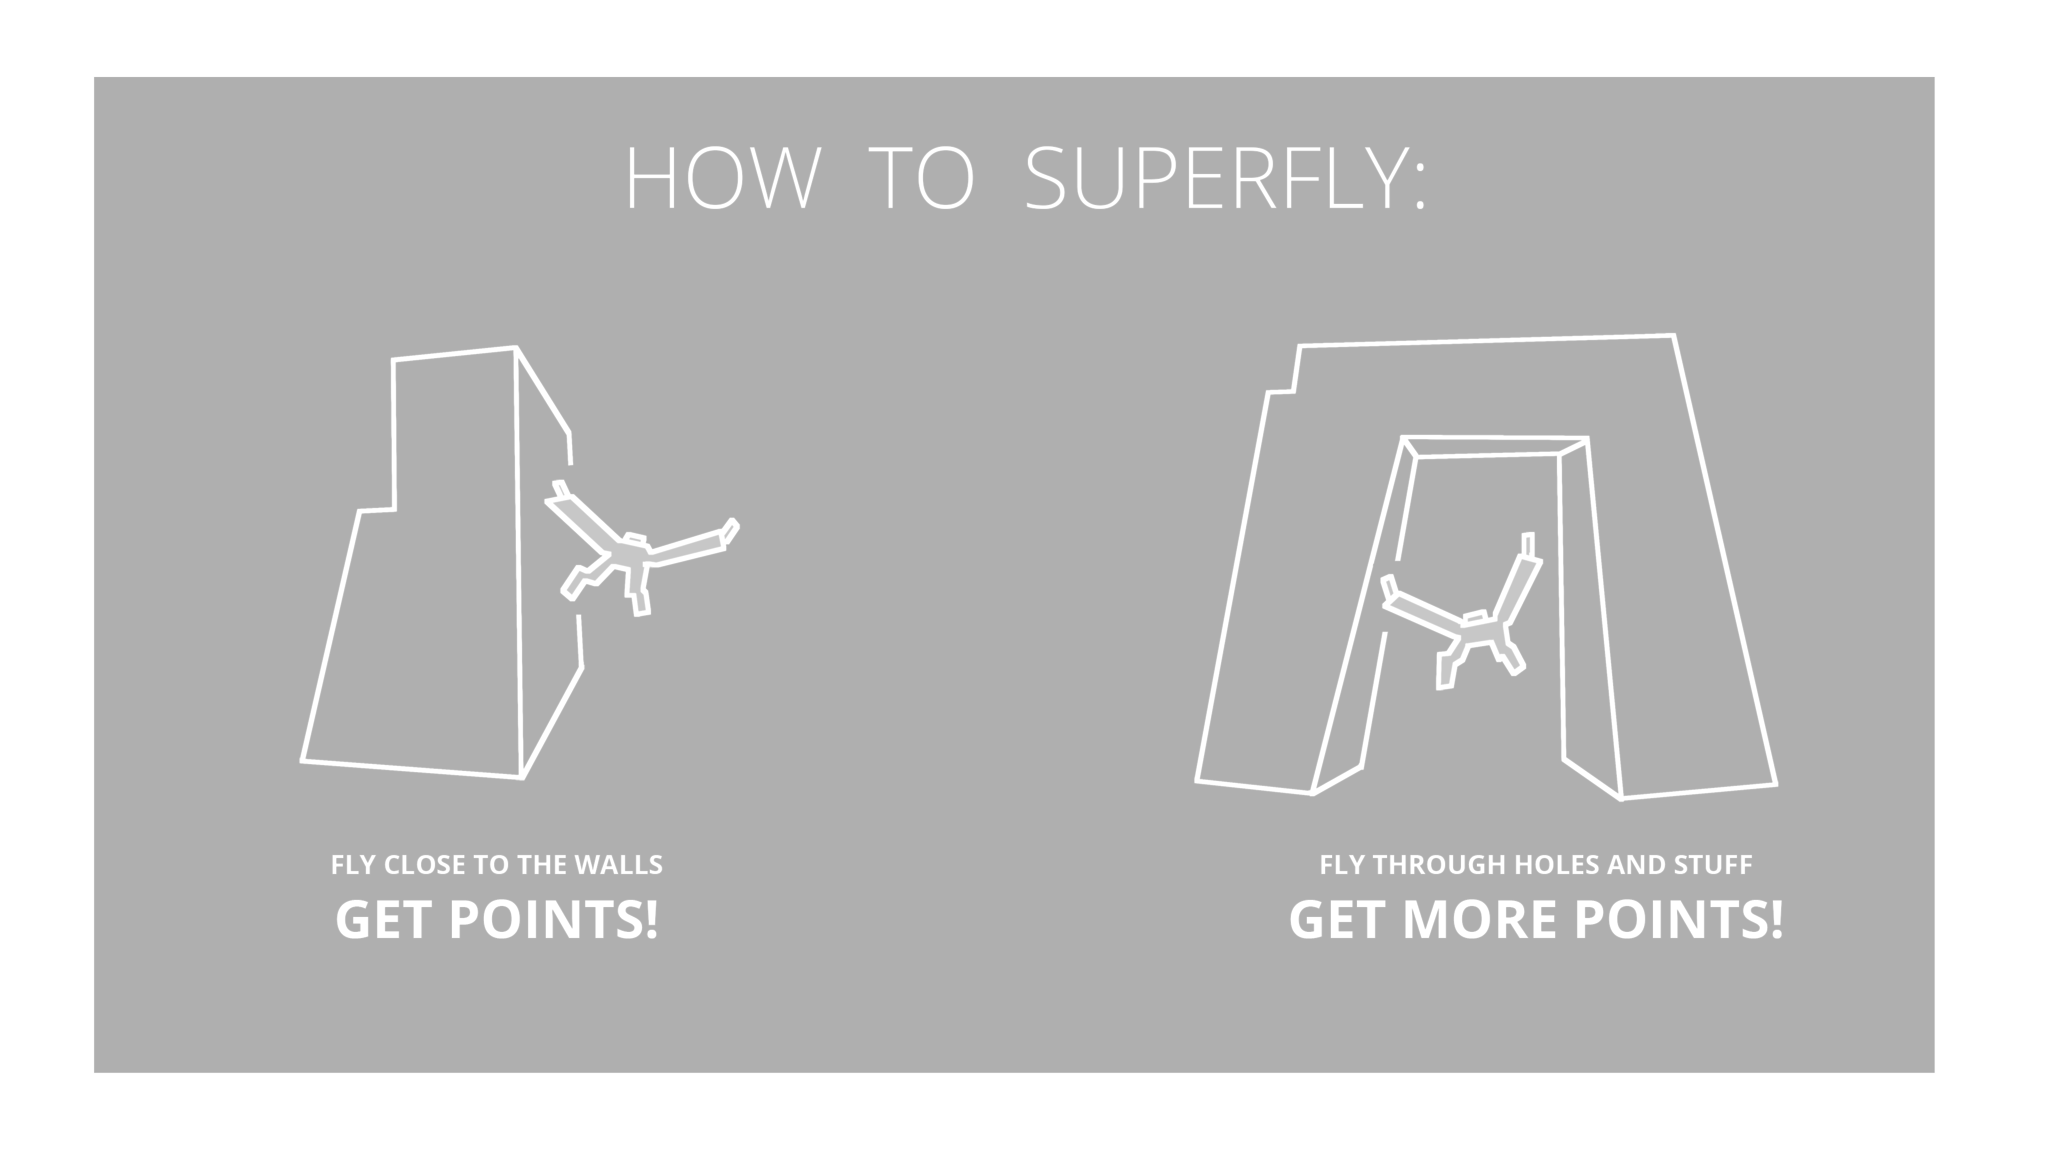 HOW TO SUPERFLY:
FLY CLOSE TO THE WALLS
GET POINTS!
FLY THROUGH HOLES AND STUFF
GET MORE POINTS!